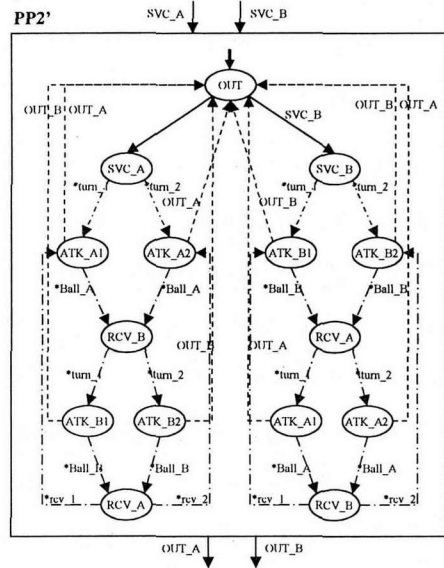 PP2'
SVC_A SVC_B
OUT
OUT_B OUT_A
SVC_B
OUT_B OUT_A
SVC_A
SVC_B
*turn_1 *turn_2
OUT_A
OUT_B
*turn_1 *turn_2
ATK_A1 ATK_A2
ATK_B1 ATK_B2
*Ball_A *Ball_A
*Ball_B *Ball_B
RCV_B
RCV_A
OUT_B OUT_A
*turn_1 *turn_2
*turn_1 *turn_2
ATK_B1 ATK_B2
ATK_A1 ATK_A2
*Ball_B *Ball_B
*Ball_A *Ball_A
*rcv_1 *rcv_2
*rcv_1 *rcv_2
RCV_A
RCV_B
OUT_A OUT_B